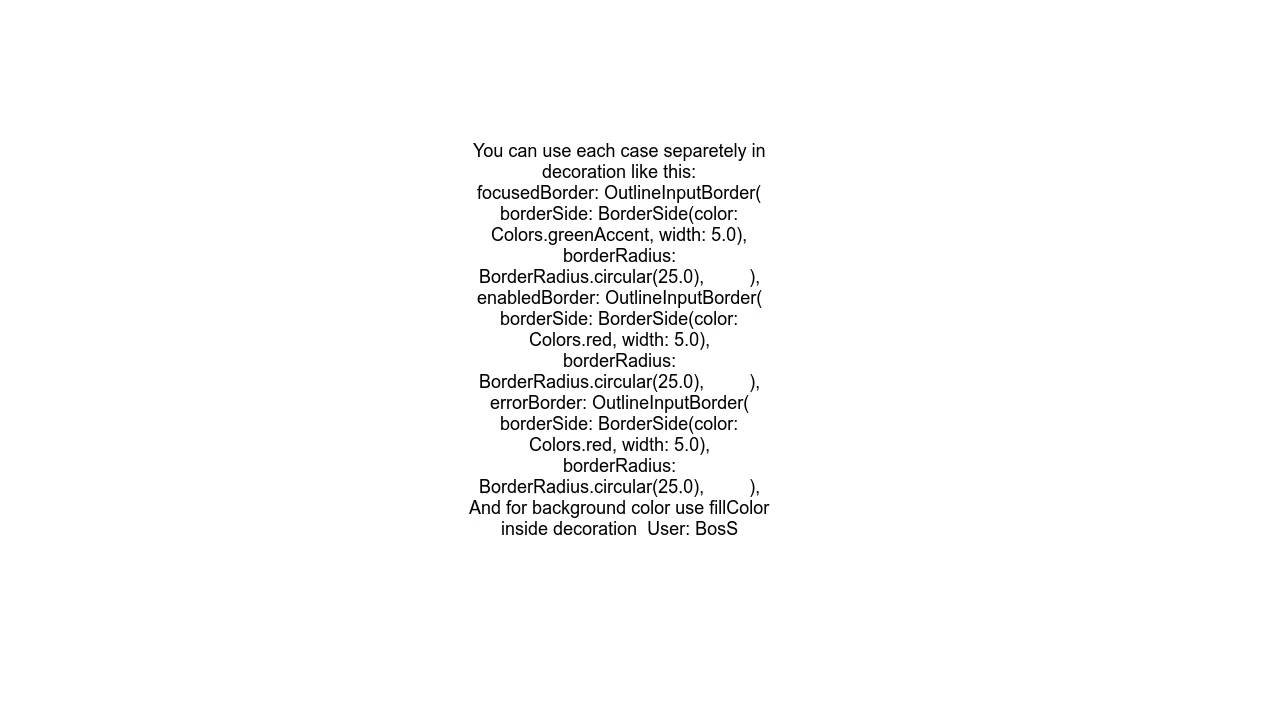 You can use each case separetely in
decoration like this:
focusedBorder: OutlineInputBorder(
borderSide: BorderSide(color:
Colors.greenAccent, width: 5.0),
borderRadius:
BorderRadius.circular(25.0),         ),
enabledBorder: OutlineInputBorder(
borderSide: BorderSide(color:
Colors.red, width: 5.0),
borderRadius:
BorderRadius.circular(25.0),         ),
errorBorder: OutlineInputBorder(
borderSide: BorderSide(color:
Colors.red, width: 5.0),
borderRadius:
BorderRadius.circular(25.0),         ),
And for background color use fillColor
inside decoration  User: BosS